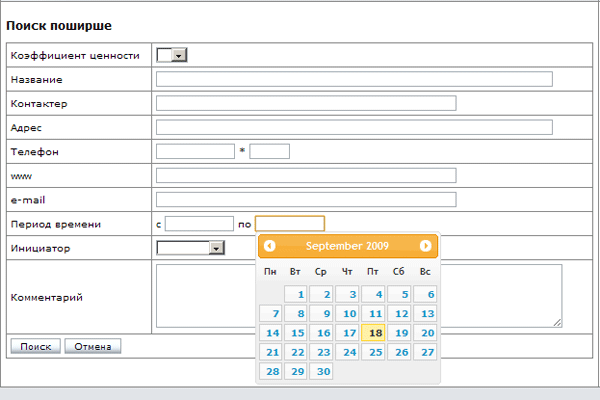 Поиск поширше
Коэффициент ценности
Название
Контактер
Адрес
Телефон *
www
e-mail
Период времени с по
Инициатор
Комментарий
Поиск Отмена
September 2009
Пн Вт Ср Чт Пт Сб Вс
1 2 3 4 5 6
7 8 9 10 11 12 13
14 15 16 17 18 19 20
21 22 23 24 25 26 27
28 29 30